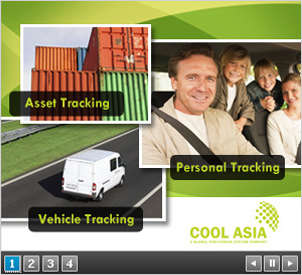 Asset Tracking
Personal Tracking
Vehicle Tracking
COOL ASIA
A GLOBAL POSITIONING SYSTEM COMPANY
1 2 3 4